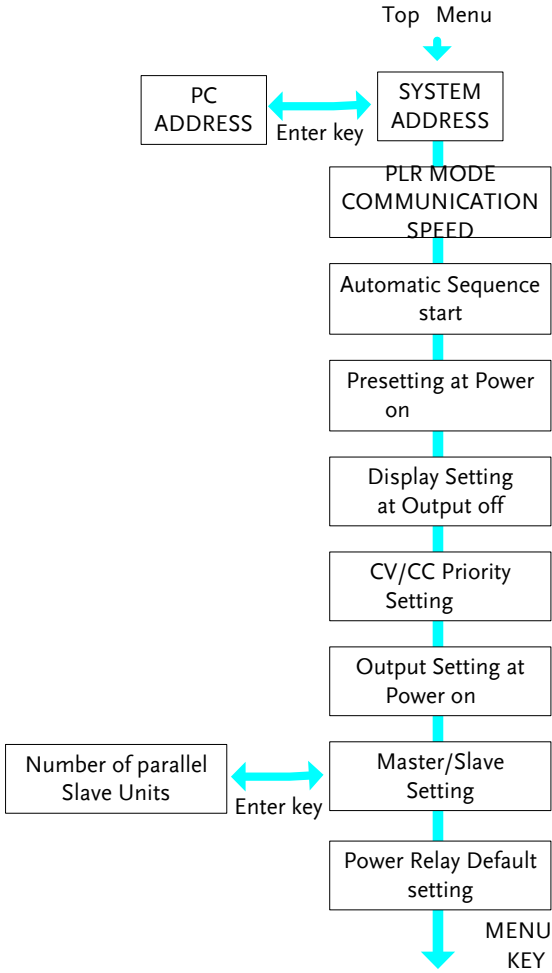 Top Menu
PC
ADDRESS
Enter key
SYSTEM
ADDRESS
PLR MODE
COMMUNICATION
SPEED
Automatic Sequence
start
Presetting at Power
on
Display Setting
at Output off
CV/CC Priority
Setting
Output Setting at
Power on
Number of parallel
Slave Units
Enter key
Master/Slave
Setting
Power Relay Default
setting
MENU
KEY